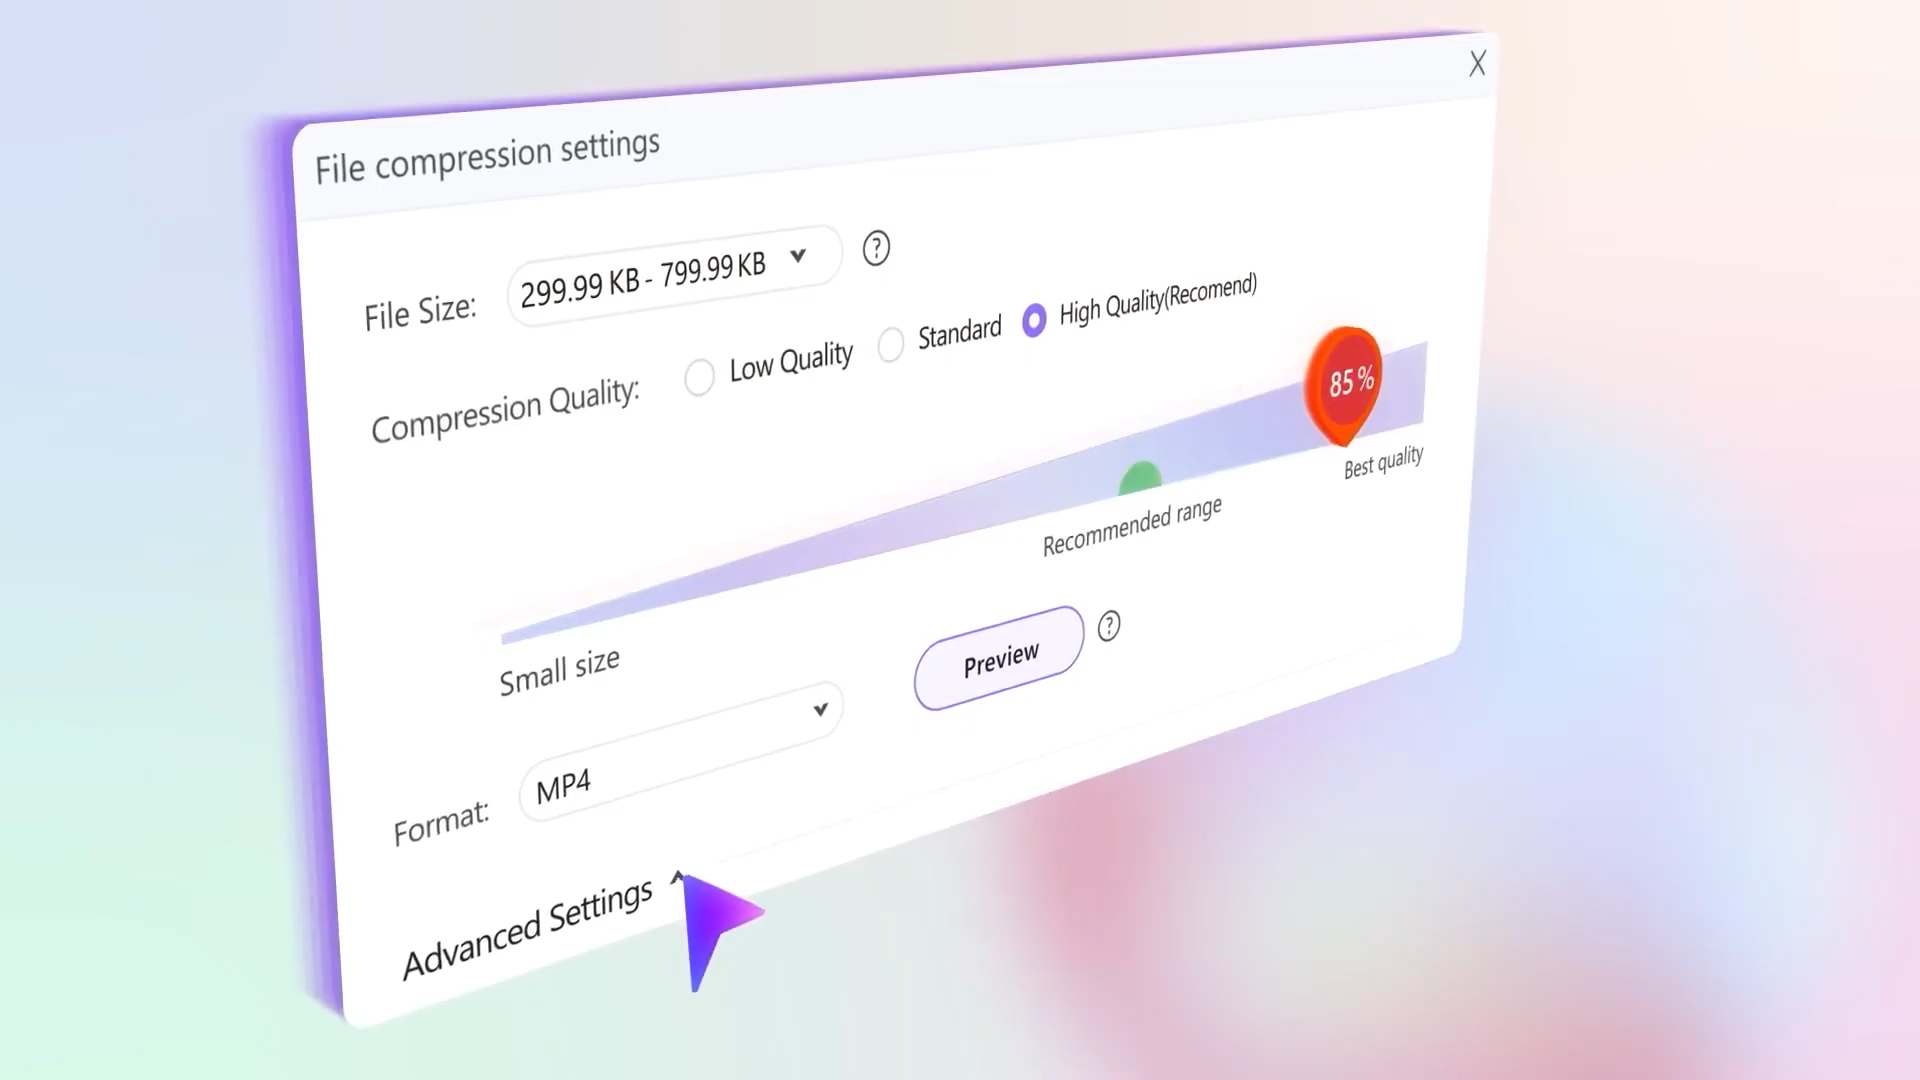 File compression settings
X
File Size: 299.99 KB - 799.99 KB ?
Compression Quality: Low Quality Standard High Quality(Recomend)
85%
Best quality
Recommended range
Small size
Preview ?
Format: MP4
Advanced Settings